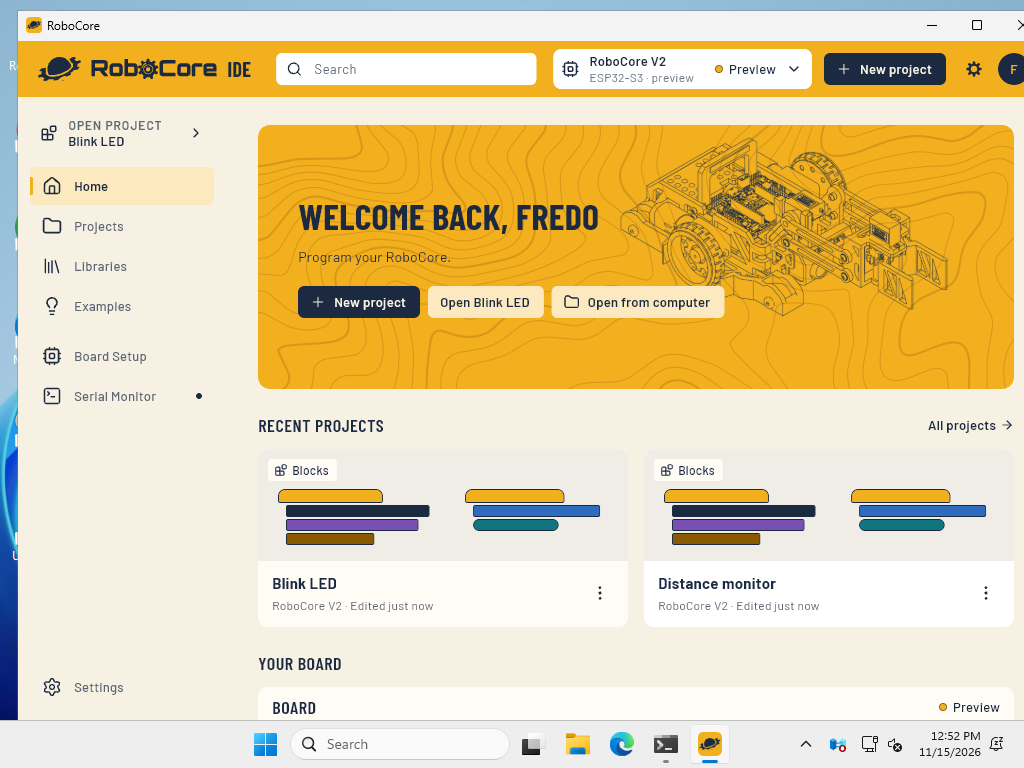 RoboCore
RoboCore IDE
Search
RoboCore V2
ESP32-S3 · preview
Preview
New project
F
OPEN PROJECT
Blink LED
Home
Projects
Libraries
Examples
Board Setup
Serial Monitor
Settings
WELCOME BACK, FREDO
Program your RoboCore.
New project
Open Blink LED
Open from computer
RECENT PROJECTS
All projects
Blocks
Blink LED
RoboCore V2 · Edited just now
Blocks
Distance monitor
RoboCore V2 · Edited just now
YOUR BOARD
BOARD
Preview
Search
12:52 PM
11/15/2026